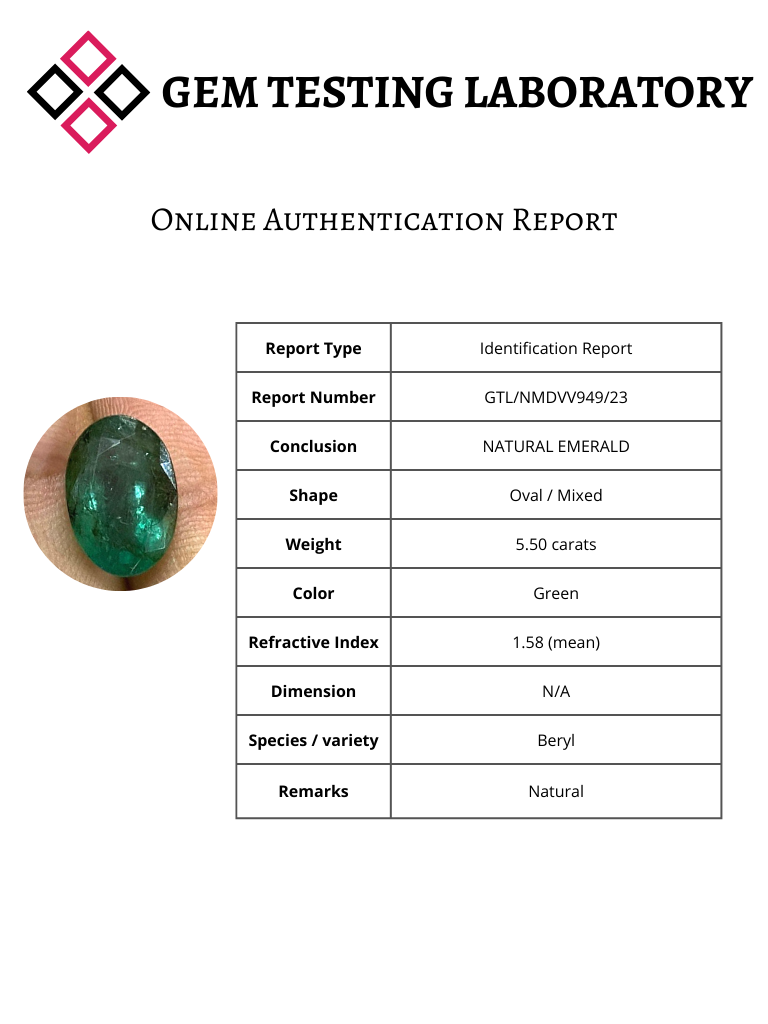 GEM TESTING LABORATORY
Online Authentication Report
Report Type Identification Report
Report Number GTL/NMDVV949/23
Conclusion NATURAL EMERALD
Shape Oval / Mixed
Weight 5.50 carats
Color Green
Refractive Index 1.58 (mean)
Dimension N/A
Species / variety Beryl
Remarks Natural